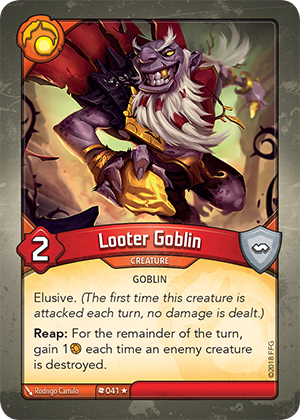 Looter Goblin
CREATURE
2
GOBLIN
Elusive. (The first time this creature is
attacked each turn, no damage is dealt.)
Reap: For the remainder of the turn,
gain 1 each time an enemy creature
is destroyed.
©2018 FFG
Rodrigo Camilo
041